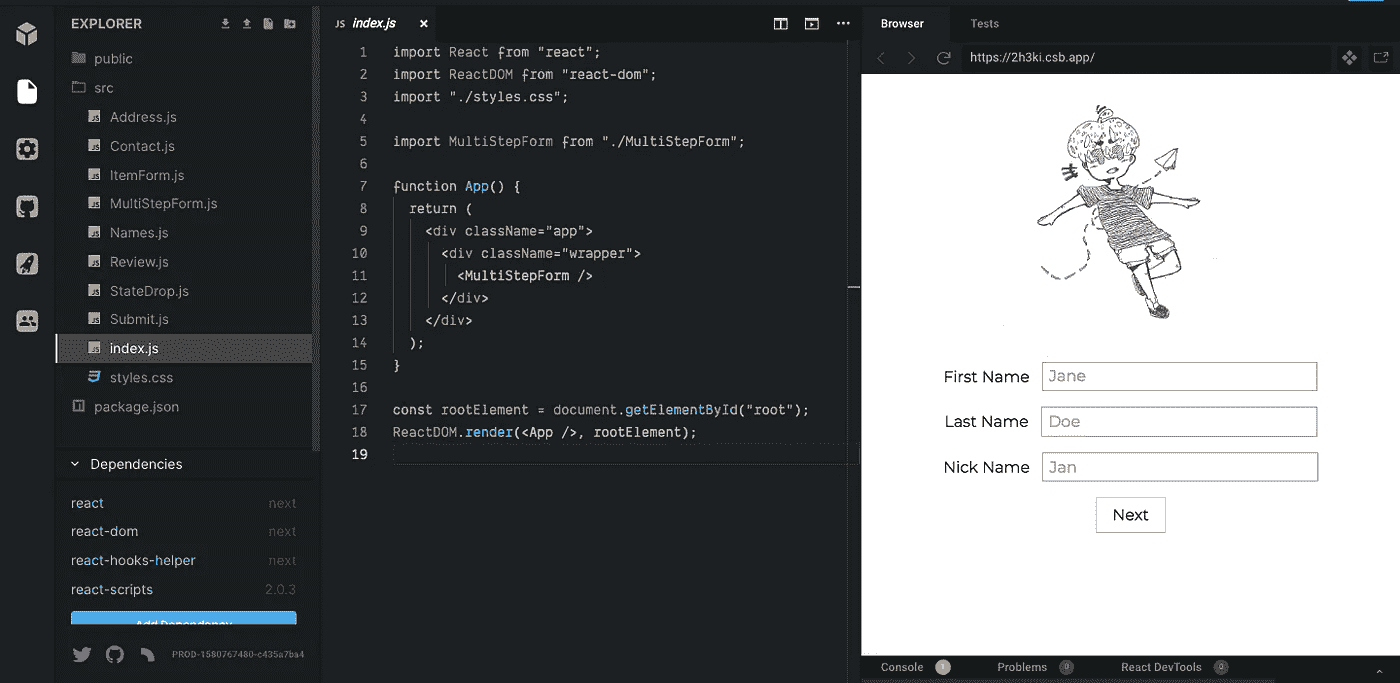 EXPLORER
public
src
Address.js
Contact.js
ItemForm.js
MultiStepForm.js
Names.js
Review.js
StateDrop.js
Submit.js
index.js
styles.css
package.json
Dependencies
react next
react-dom next
react-hooks-helper next
react-scripts 2.0.3
Add Dependency
PROD-1580767480-c435a7ba4
JS index.js ×
1 import React from "react";
2 import ReactDOM from "react-dom";
3 import "./styles.css";
4
5 import MultiStepForm from "./MultiStepForm";
6
7 function App() {
8 return (
9 <div className="app">
10 <div className="wrapper">
11 <MultiStepForm />
12 </div>
13 </div>
14 );
15 }
16
17 const rootElement = document.getElementById("root");
18 ReactDOM.render(<App />, rootElement);
19
Browser Tests
https://2h3ki.csb.app/
First Name Jane
Last Name Doe
Nick Name Jan
Next
Console 1 Problems 0 React DevTools 0